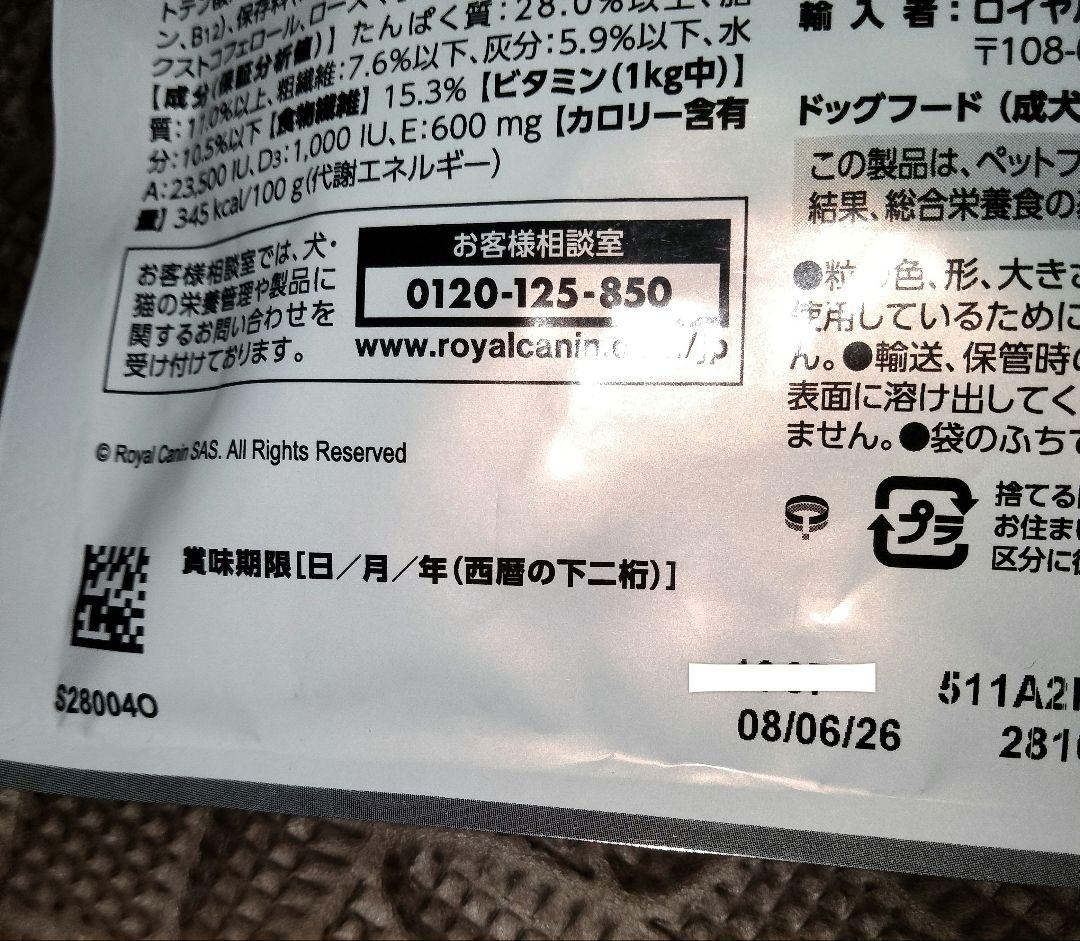 トテン酸
ン、B12)、保存料
クストコフェロール、ローズマ
【成分(保証分析値)】たんぱく質:28.0%以上、脂
質:11.0%以上、粗繊維:7.6%以下、灰分:5.9%以下、水
分:10.5%以下【食物繊維】15.3%【ビタミン(1kg中)】
A:23,500 IU、D3:1,000 IU、E:600 mg【カロリー含有
量】345 kcal/100 g(代謝エネルギー)
お客様相談室では、犬・
猫の栄養管理や製品に
関するお問い合わせを
受け付けております。
お客様相談室
0120-125-850
www.royalcanin.c /jp
© Royal Canin SAS. All Rights Reserved
賞味期限[日/月/年(西暦の下二桁)]
S280040
08/06/26
輸入者:ロイヤル
〒108-
ドッグフード(成犬
この製品は、ペットフ
結果、総合栄養食の
●粒の色、形、大きさ
使用しているために
ん。●輸送、保管時の
表面に溶け出してく
ません。●袋のふちで
プラ
捨てる
お住まい
区分に従
511A2
281